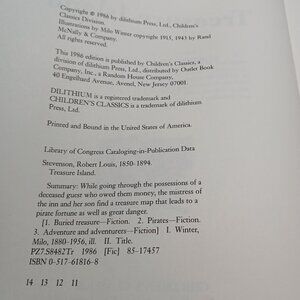 Copyright © 1986 by dilithium Press, Ltd., Children's
Classics Division.
Illustrations by Milo Winter copyright 1915, 1943 by Rand
McNally & Company.
All rights reserved.
This 1986 edition is published by Children's Classics, a
division of dilithium Press, Ltd., distributed by Outlet Book
Company, Inc., a Random House Company,
40 Engelhard Avenue, Avenel, New Jersey 07001.
DILITHIUM is a registered trademark and
CHILDREN'S CLASSICS is a trademark of dilithium
Press, Ltd.
Printed and Bound in the United States of America.
Library of Congress Cataloging-in-Publication Data
Stevenson, Robert Louis, 1850-1894.
Treasure Island.
Summary: While going through the possessions of a
deceased guest who owed them money, the mistress of
the inn and her son find a treasure map that leads to a
pirate fortune as well as great danger.
[1. Buried treasure—Fiction. 2. Pirates—Fiction.
3. Adventure and adventurers—Fiction] I. Winter,
Milo, 1880-1956, ill. II. Title.
PZ7.S8482Tr 1986 [Fic] 85-17457
ISBN 0-517-61816-8
14 13 12 11